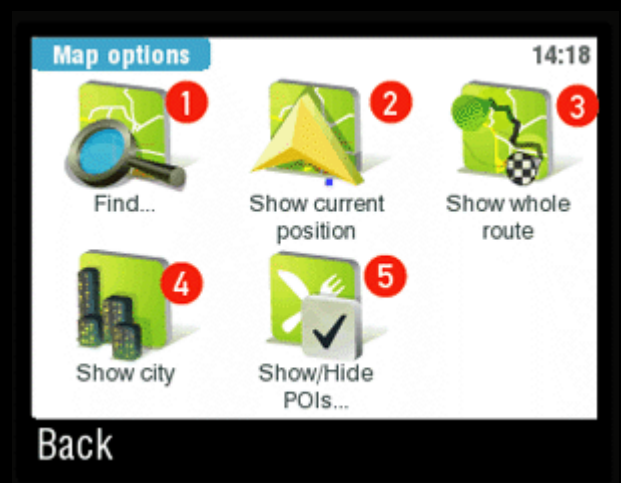 Map options 14:18
1 2 3
Find... Show current Show whole
position route
4 5
Show city Show/Hide
POIs...
Back